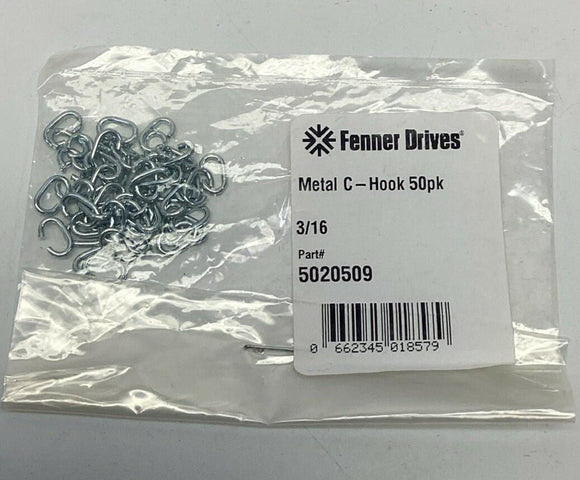 Fenner Drives®
Metal C-Hook 50pk
3/16
Part#
5020509
0 662345 018579